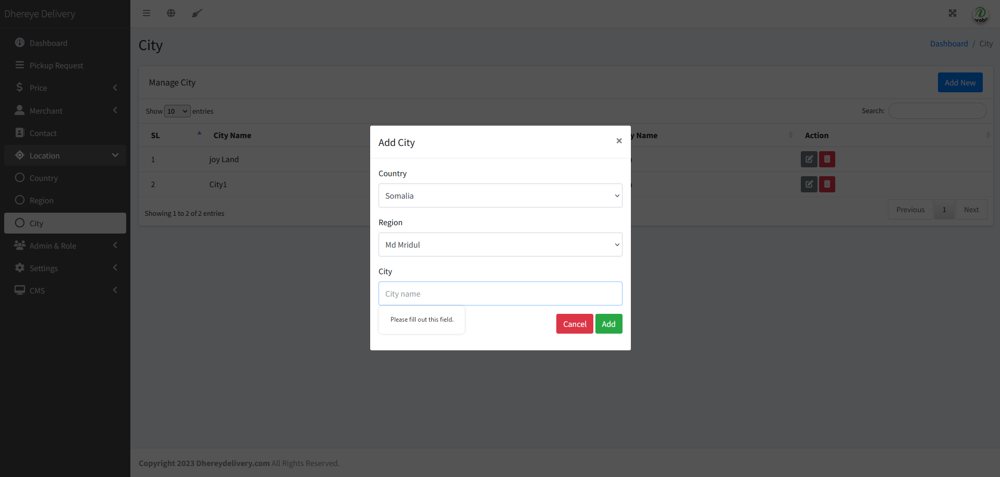 Dhereye Delivery
Dashboard
Pickup Request
Price
Merchant
Contact
Location
Country
Region
City
Admin & Role
Settings
CMS
City
Dashboard / City
Manage City
Add New
Show 10 entries
Search:
SL City Name y Name Action
1 joy Land
2 City1
Showing 1 to 2 of 2 entries
Previous 1 Next
Add City
×
Country
Somalia
Region
Md Mridul
City
City name
Please fill out this field.
Cancel Add
Copyright 2023 Dhereydelivery.com All Rights Reserved.